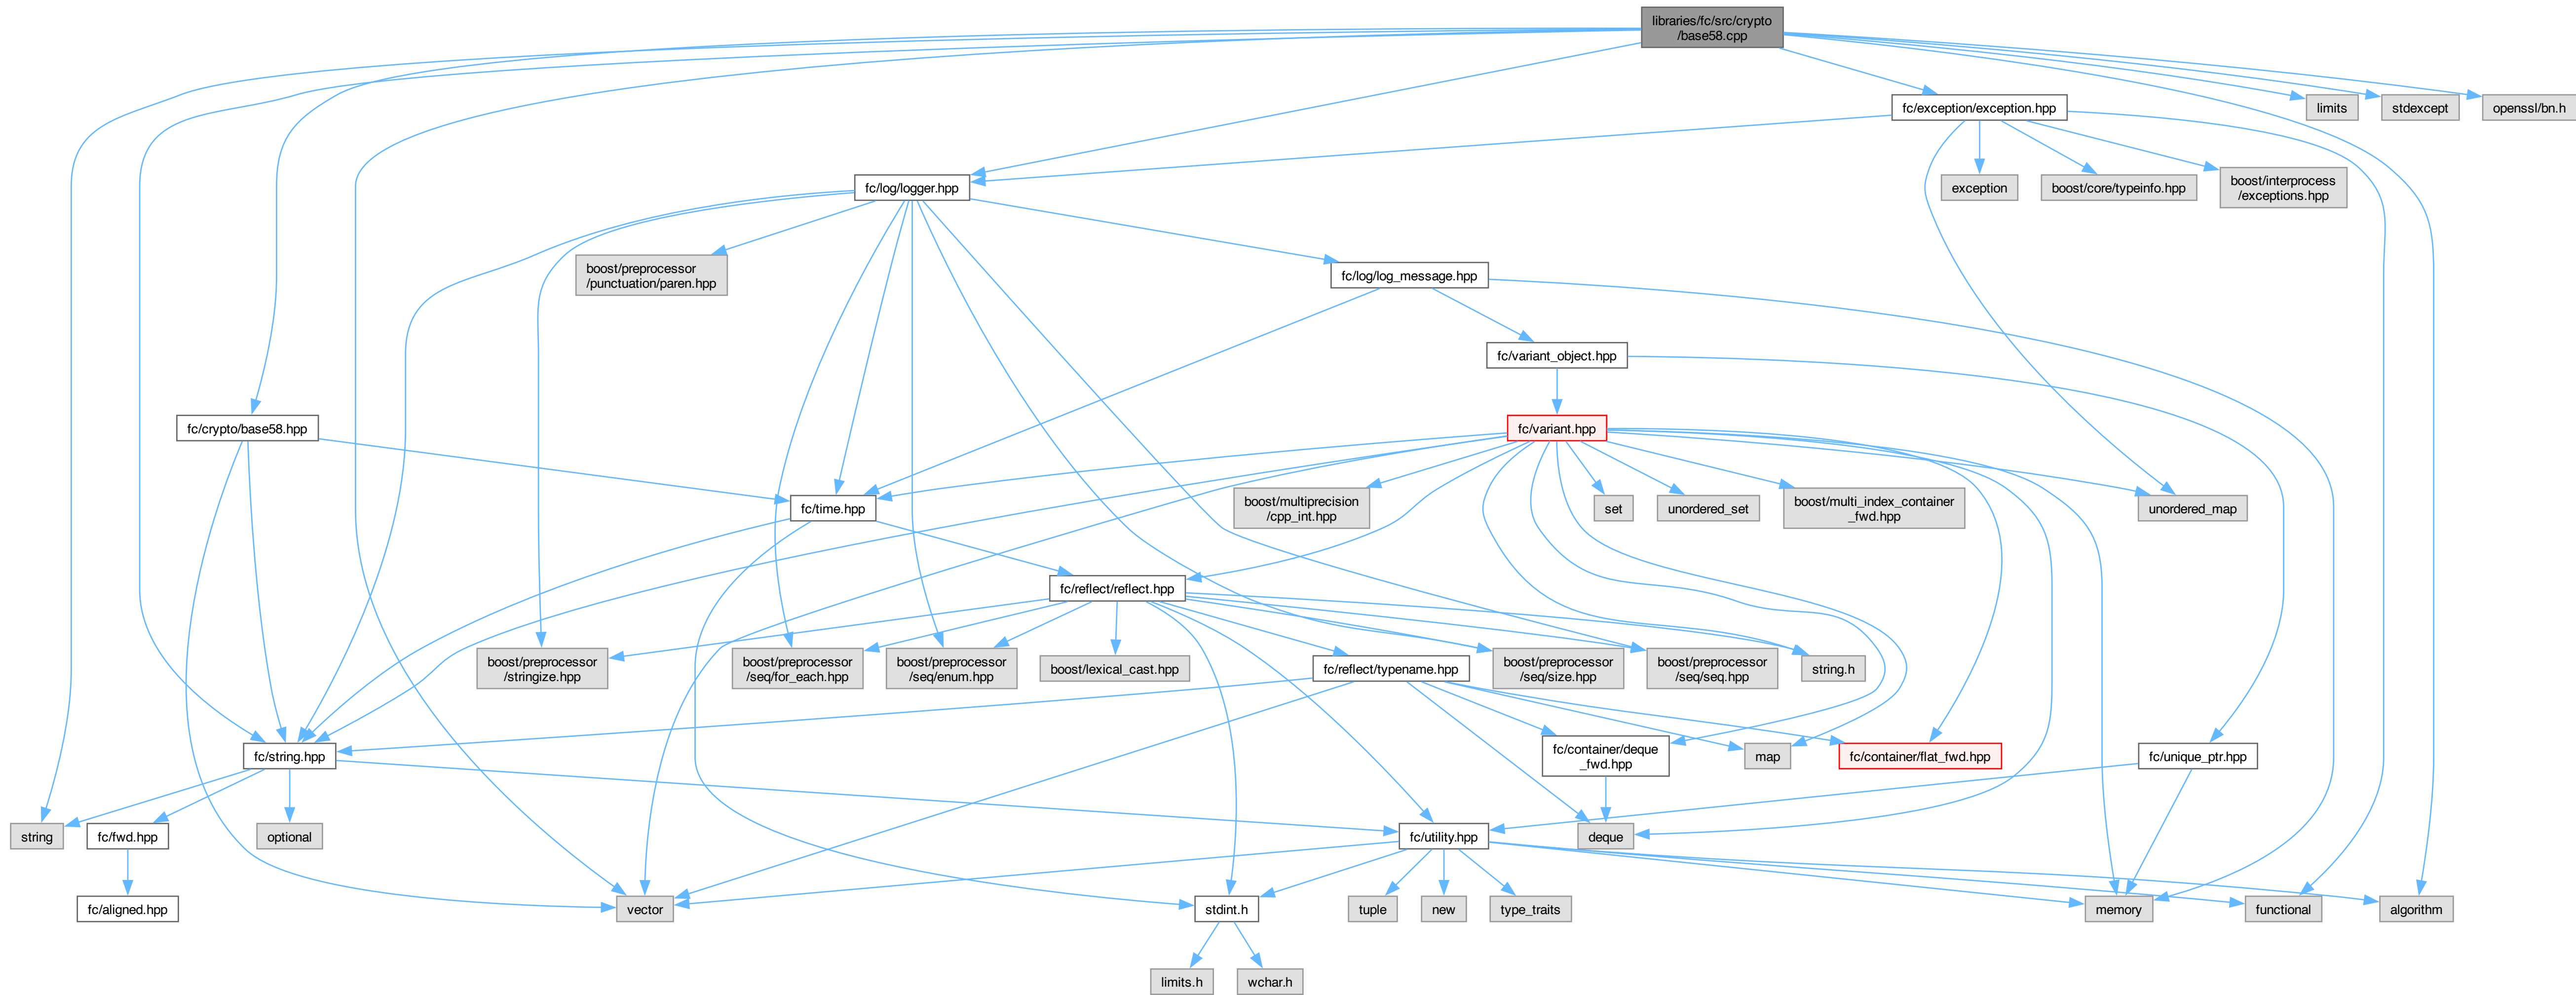 libraries/fc/src/crypto
/base58.cpp
fc/exception/exception.hpp
limits
stdexcept
openssl/bn.h
fc/log/logger.hpp
exception
boost/core/typeinfo.hpp
boost/interprocess
/exceptions.hpp
boost/preprocessor
/punctuation/paren.hpp
fc/log/log_message.hpp
fc/variant_object.hpp
fc/crypto/base58.hpp
fc/variant.hpp
fc/time.hpp
boost/multiprecision
/cpp_int.hpp
set
unordered_set
boost/multi_index_container
_fwd.hpp
unordered_map
fc/reflect/reflect.hpp
boost/preprocessor
/stringize.hpp
boost/preprocessor
/seq/for_each.hpp
boost/preprocessor
/seq/enum.hpp
boost/lexical_cast.hpp
fc/reflect/typename.hpp
boost/preprocessor
/seq/size.hpp
boost/preprocessor
/seq/seq.hpp
string.h
fc/string.hpp
fc/container/deque
_fwd.hpp
map
fc/container/flat_fwd.hpp
fc/unique_ptr.hpp
string
fc/fwd.hpp
optional
fc/utility.hpp
deque
fc/aligned.hpp
vector
stdint.h
tuple
new
type_traits
memory
functional
algorithm
limits.h
wchar.h